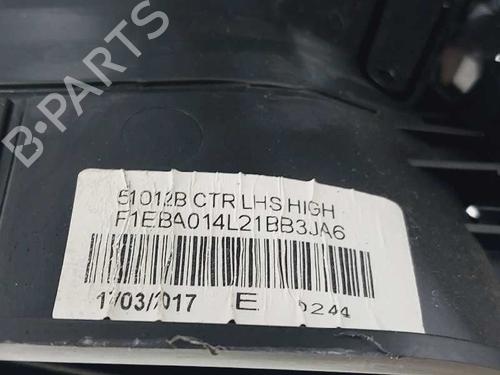 51012B CTR LHS HIGH
F1EBA014L21BB3JA6
17/03/2017 E 0244
B-PARTS